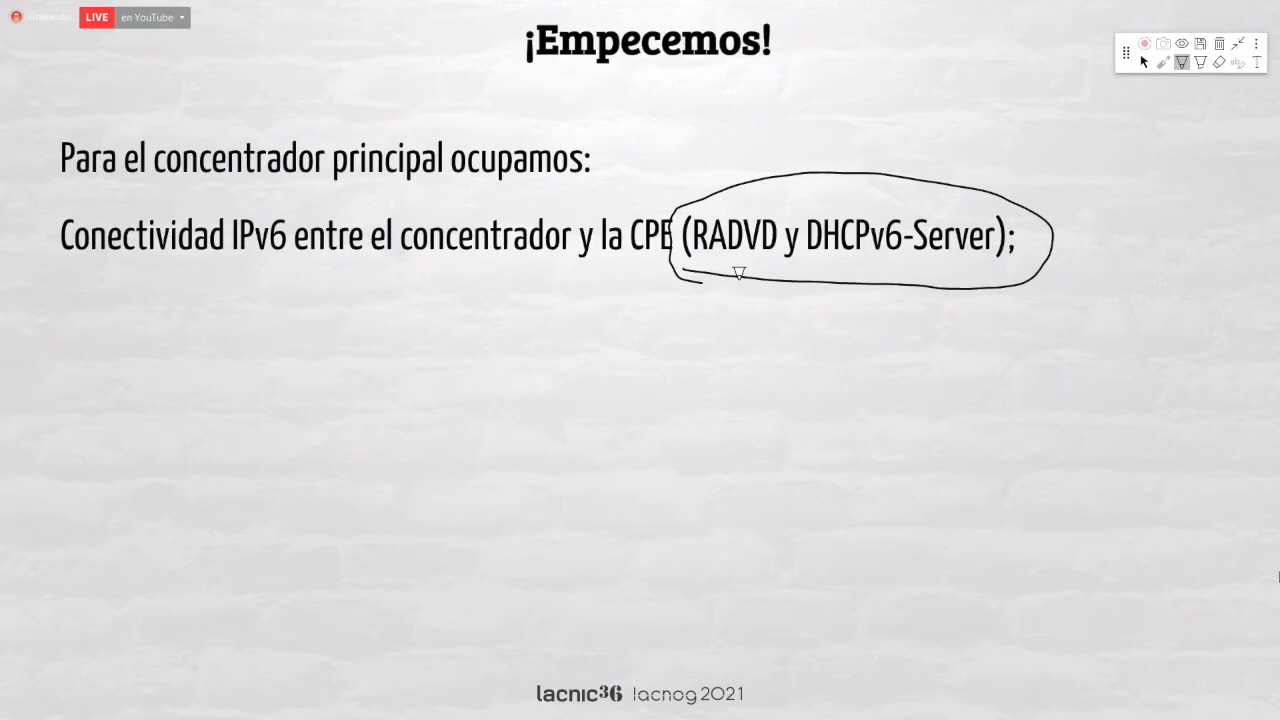 Grabando
LIVE en YouTube
¡Empecemos!
Para el concentrador principal ocupamos:
Conectividad IPv6 entre el concentrador y la CPE (RADVD y DHCPv6-Server);
lacnic36 lacnog 2021